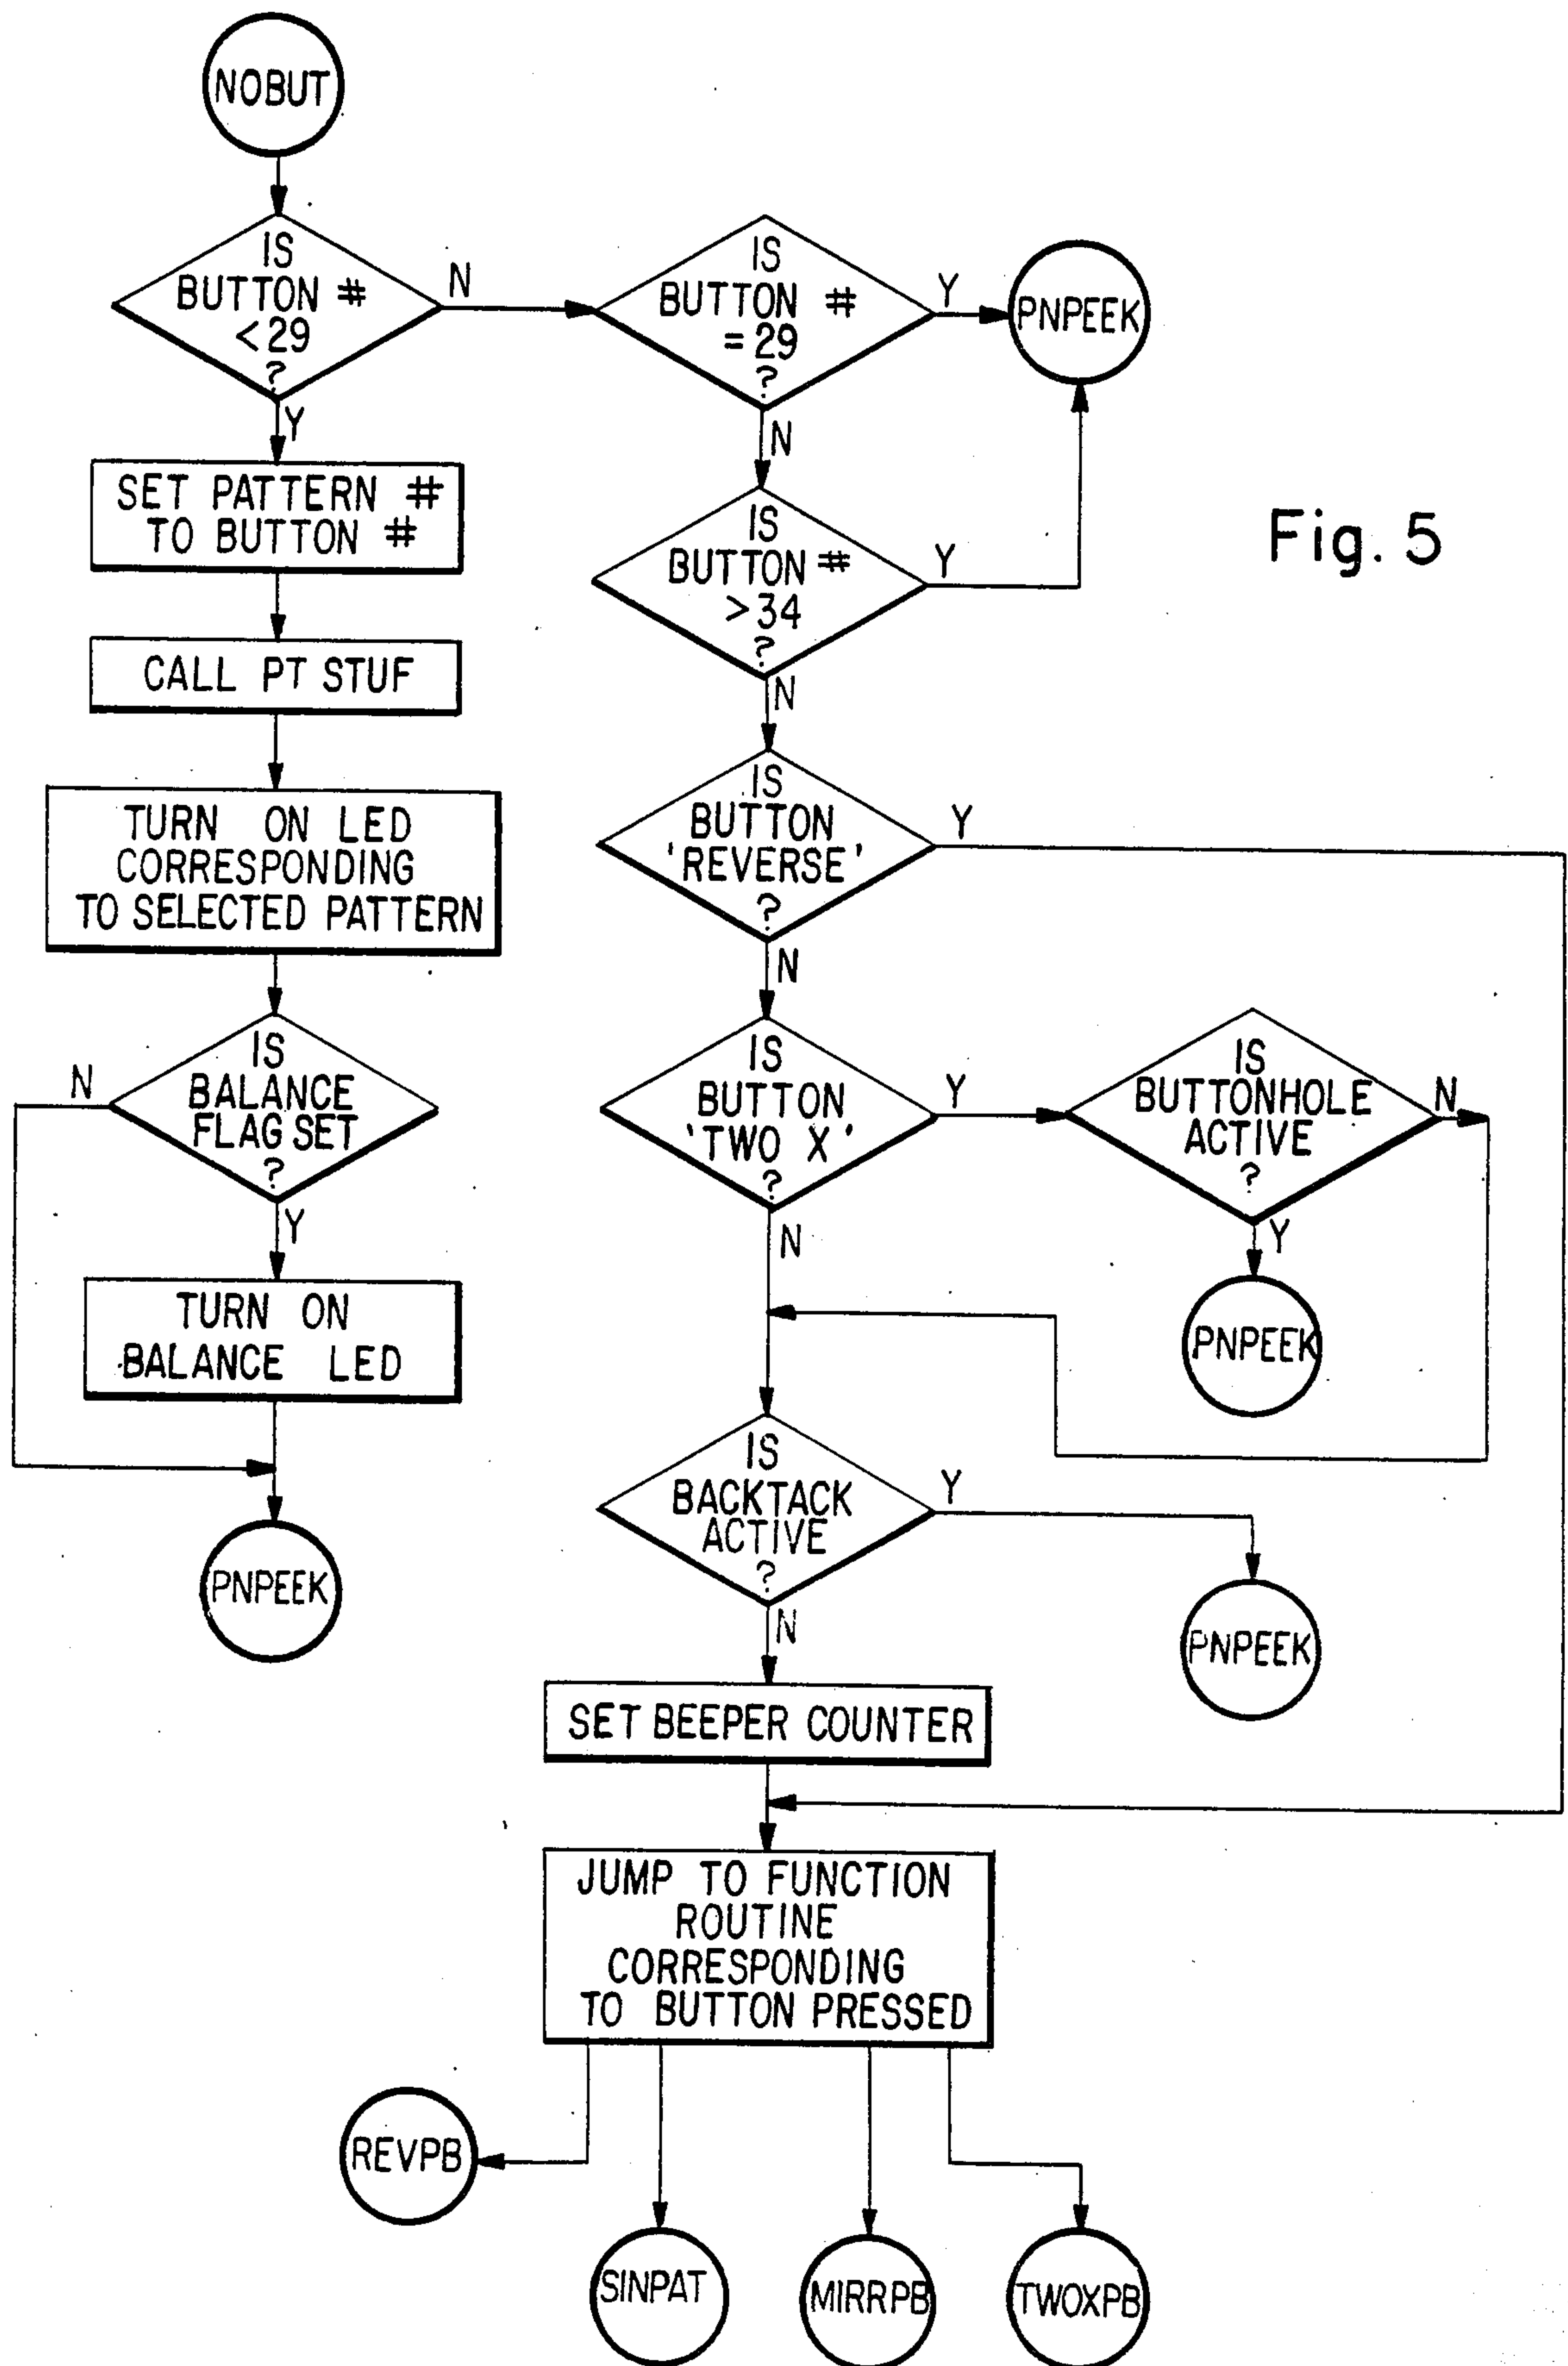 NOBUT
IS
BUTTON #
<29
?
N
Y
IS
BUTTON #
=29
?
Y
N
PNPEEK
SET PATTERN #
TO BUTTON #
IS
BUTTON #
>34
?
Y
N
Fig. 5
CALL PT STUF
TURN ON LED
CORRESPONDING
TO SELECTED PATTERN
IS
BUTTON
'REVERSE'
?
Y
N
IS
BALANCE
FLAG SET
?
N
Y
IS
BUTTON
'TWO X'
?
Y
N
IS
BUTTONHOLE
ACTIVE
?
N
Y
PNPEEK
TURN ON
BALANCE LED
PNPEEK
IS
BACKTACK
ACTIVE
?
Y
N
PNPEEK
SET BEEPER COUNTER
JUMP TO FUNCTION
ROUTINE
CORRESPONDING
TO BUTTON PRESSED
REVPB
SINPAT
MIRRPB
TWOXPB